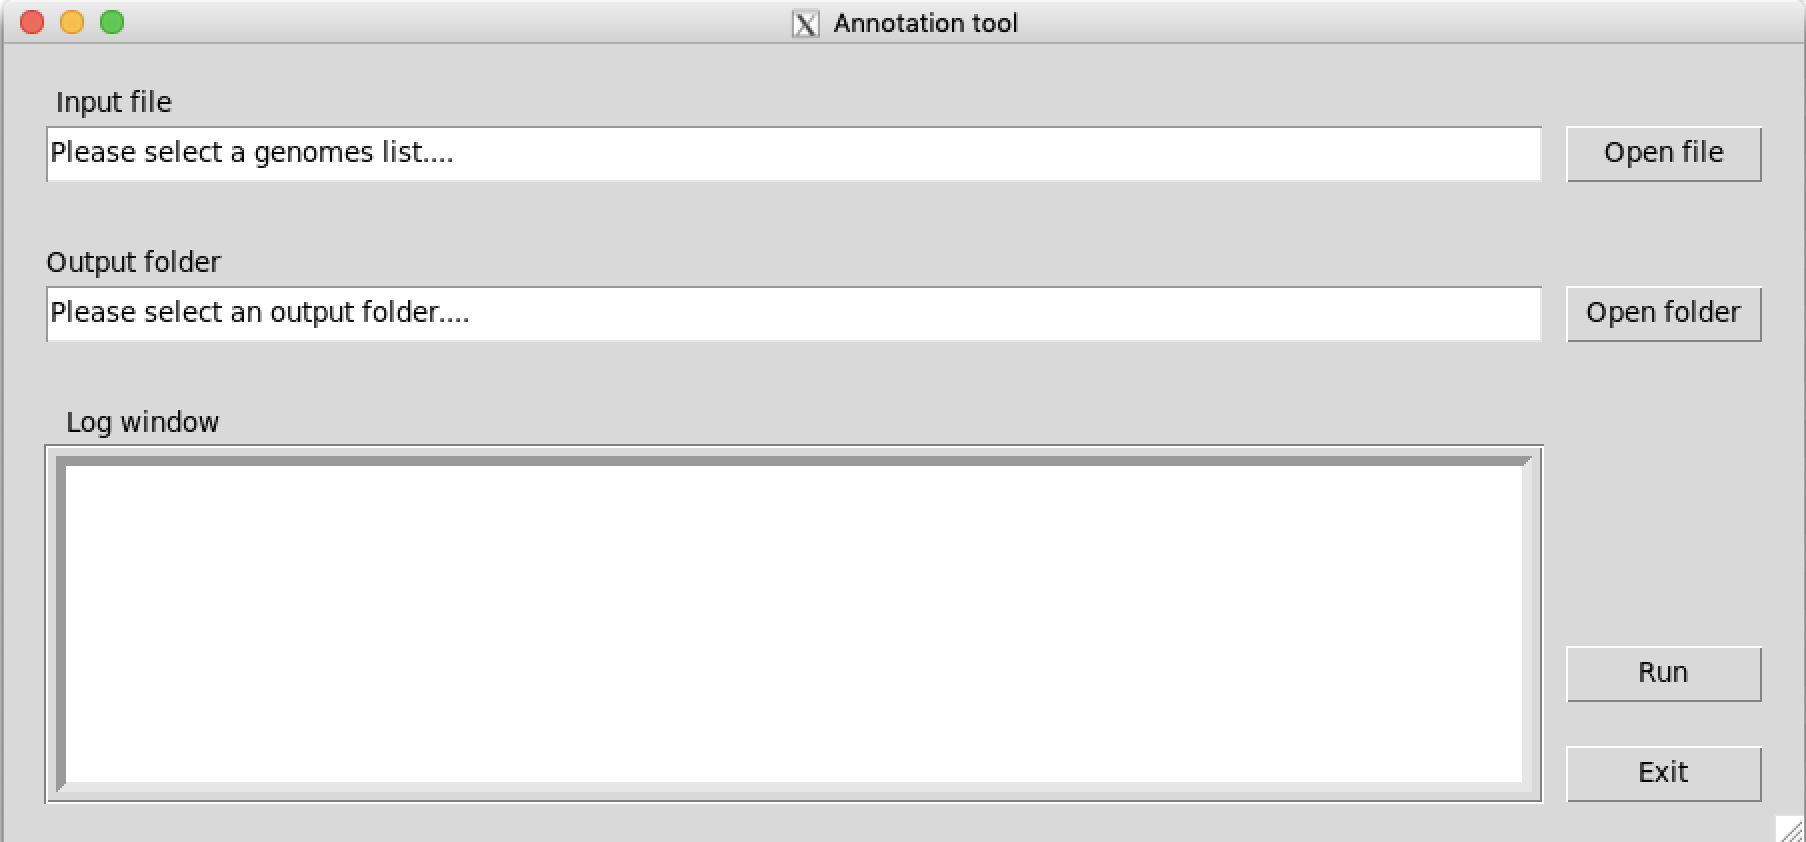 Annotation tool
Input file
Please select a genomes list....
Open file
Output folder
Please select an output folder....
Open folder
Log window
Run
Exit